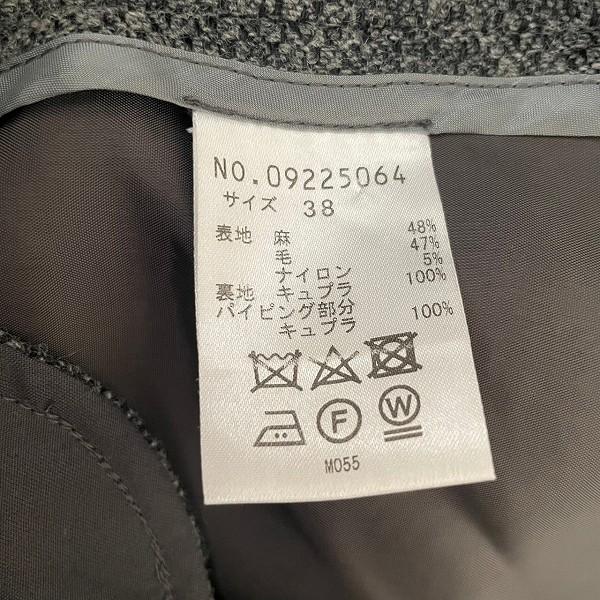 NO.09225064
サイズ 38
表地 麻 48%
毛 47%
ナイロン 5%
裏地 キュプラ 100%
パイピング部分
キュプラ 100%
F W
M055